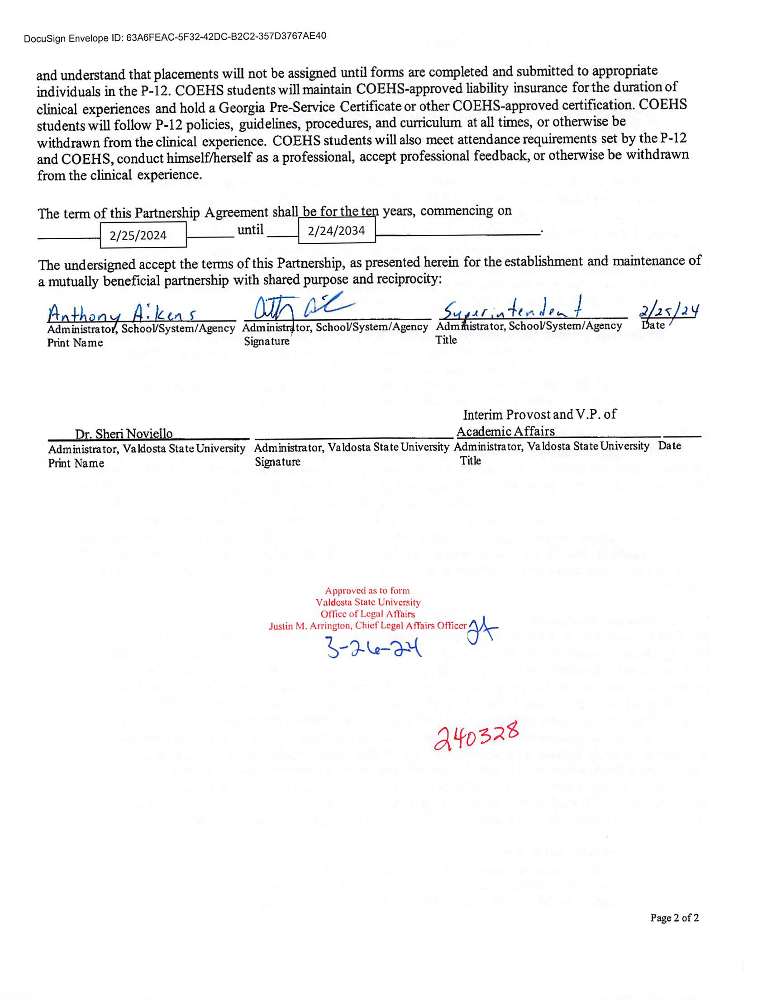 DocuSign Envelope ID: 63A6FEAC-5F32-42DC-B2C2-357D3767AE40
and understand that placements will not be assigned until forms are completed and submitted to appropriate
individuals in the P-12. COEHS students will maintain COEHS-approved liability insurance for the duration of
clinical experiences and hold a Georgia Pre-Service Certificate or other COEHS-approved certification. COEHS
students will follow P-12 policies, guidelines, procedures, and curriculum at all times, or otherwise be
withdrawn from the clinical experience. COEHS students will also meet attendance requirements set by the P-12
and COEHS, conduct himself/herself as a professional, accept professional feedback, or otherwise be withdrawn
from the clinical experience.
The term of this Partnership Agreement shall be for the ten years, commencing on
2/25/2024 until 2/24/2034.
The undersigned accept the terms of this Partnership, as presented herein for the establishment and maintenance of
a mutually beneficial partnership with shared purpose and reciprocity:
Anthony Aikens Superintendent 2/25/24
Administrator, School/System/Agency Administrator, School/System/Agency Administrator, School/System/Agency Date
Print Name Signature Title
Interim Provost and V.P. of
Dr. Sheri Noviello Academic Affairs
Administrator, Valdosta State University Administrator, Valdosta State University Administrator, Valdosta State University Date
Print Name Signature Title
Approved as to form
Valdosta State University
Office of Legal Affairs
Justin M. Arrington, Chief Legal Affairs Officer
3-26-24
240328
Page 2 of 2